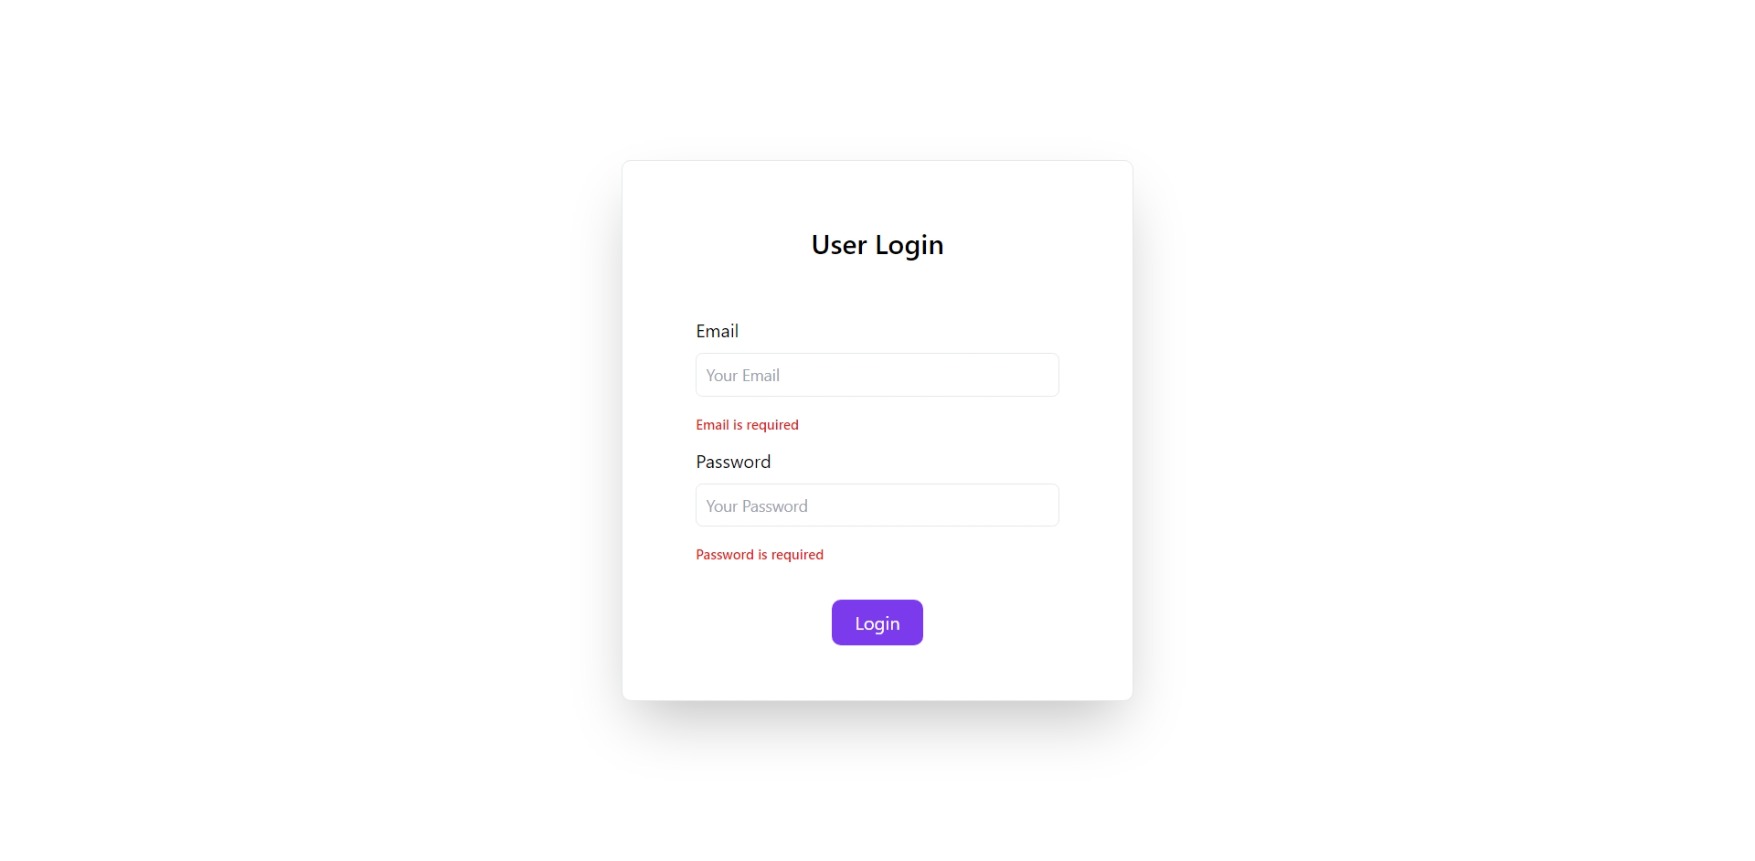 User Login
Email
Your Email
Email is required
Password
Your Password
Password is required
Login